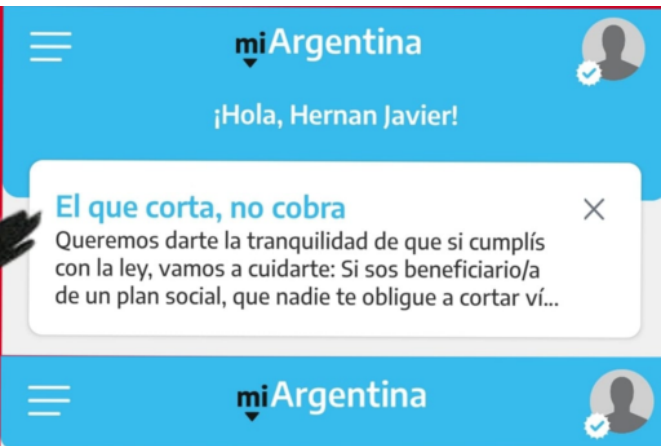 miArgentina
¡Hola, Hernan Javier!
El que corta, no cobra
Queremos darte la tranquilidad de que si cumplís
con la ley, vamos a cuidarte: Si sos beneficiario/a
de un plan social, que nadie te obligue a cortar ví...
miArgentina